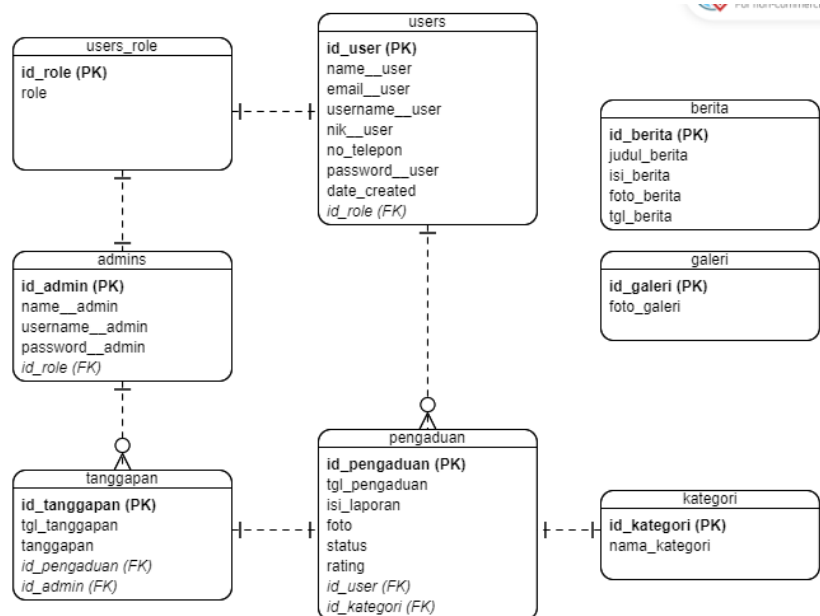 For non-commerci
users_role
id_role (PK)
role
users
id_user (PK)
name__user
email__user
username__user
nik__user
no_telepon
password__user
date_created
id_role (FK)
berita
id_berita (PK)
judul_berita
isi_berita
foto_berita
tgl_berita
galeri
id_galeri (PK)
foto_galeri
admins
id_admin (PK)
name__admin
username__admin
password__admin
id_role (FK)
tanggapan
id_tanggapan (PK)
tgl_tanggapan
tanggapan
id_pengaduan (FK)
id_admin (FK)
pengaduan
id_pengaduan (PK)
tgl_pengaduan
isi_laporan
foto
status
rating
id_user (FK)
id_kategori (FK)
kategori
id_kategori (PK)
nama_kategori